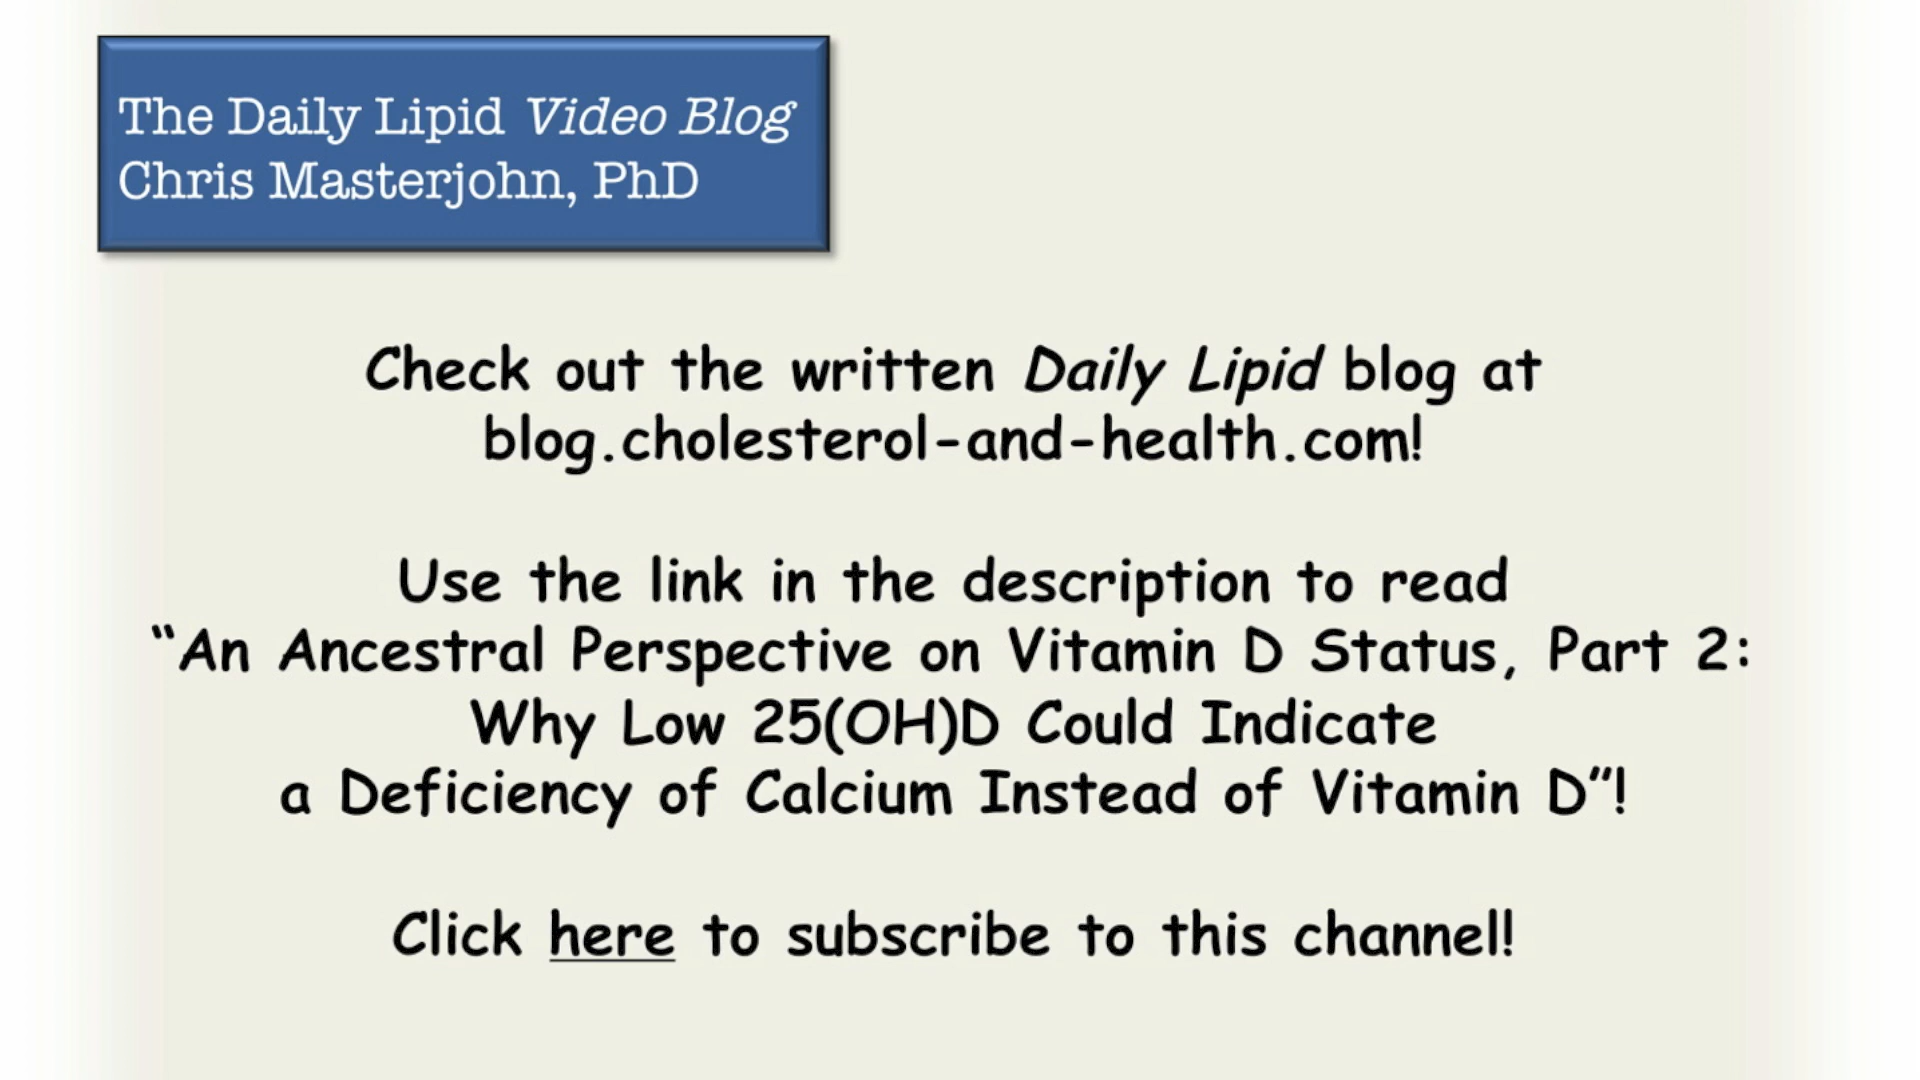 The Daily Lipid Video Blog
Chris Masterjohn, PhD
Check out the written Daily Lipid blog at
blog.cholesterol-and-health.com!
Use the link in the description to read
“An Ancestral Perspective on Vitamin D Status, Part 2:
Why Low 25(OH)D Could Indicate
a Deficiency of Calcium Instead of Vitamin D”!
Click here to subscribe to this channel!